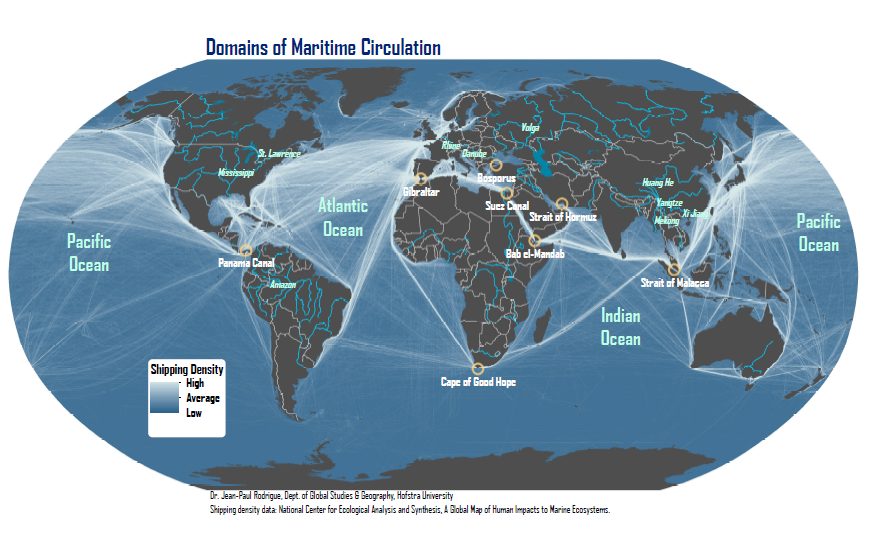 Domains of Maritime Circulation
Volga
Rhine
Danube
St. Lawrence
Mississippi
Bosporus
Gibraltar
Huang He
Suez Canal
Strait of Hormuz
Yangtze
Xi Jiang
Mekong
Atlantic
Ocean
Pacific
Ocean
Pacific
Ocean
Bab el-Mandab
Panama Canal
Amazon
Strait of Malacca
Indian
Ocean
Shipping Density
High
Average
Low
Cape of Good Hope
Dr. Jean-Paul Rodrigue, Dept. of Global Studies & Geography, Hofstra University
Shipping density data: National Center for Ecological Analysis and Synthesis, A Global Map of Human Impacts to Marine Ecosystems.